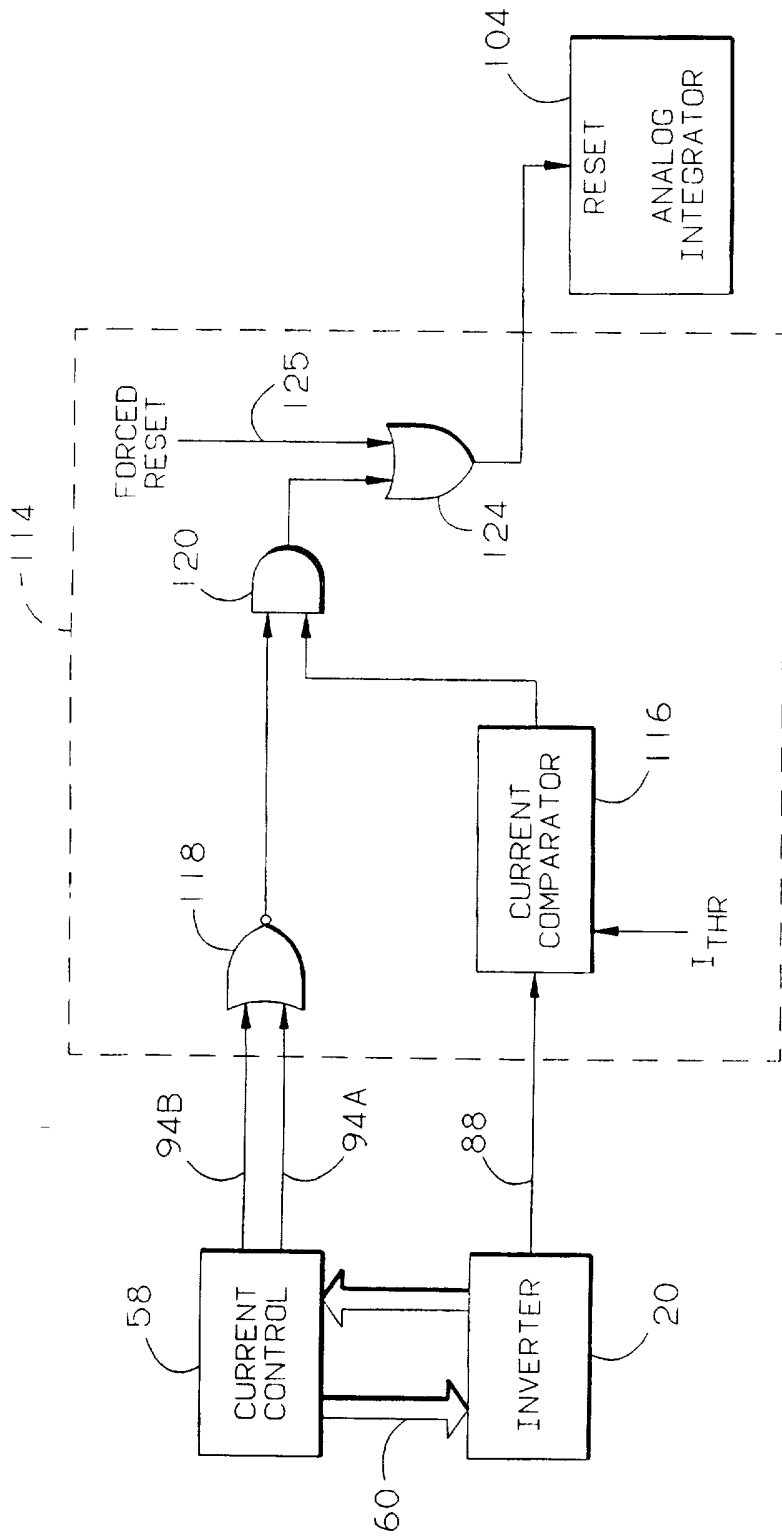 114
FORCED
RESET
125
120
124
118
94B
94A
58
CURRENT
CONTROL
60
INVERTER
20
88
CURRENT
COMPARATOR
116
I_THR
104
RESET
ANALOG
INTEGRATOR